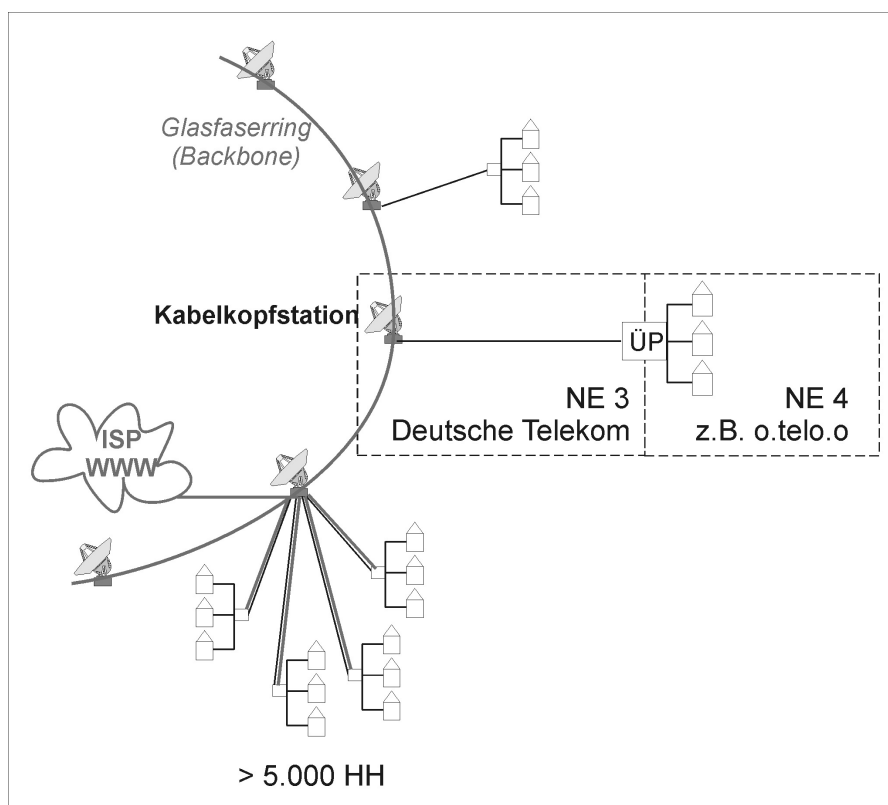 Glasfaserring
(Backbone)
Kabelkopfstation
ÜP
NE 3
Deutsche Telekom
NE 4
z.B. o.telo.o
ISP
WWW
> 5.000 HH